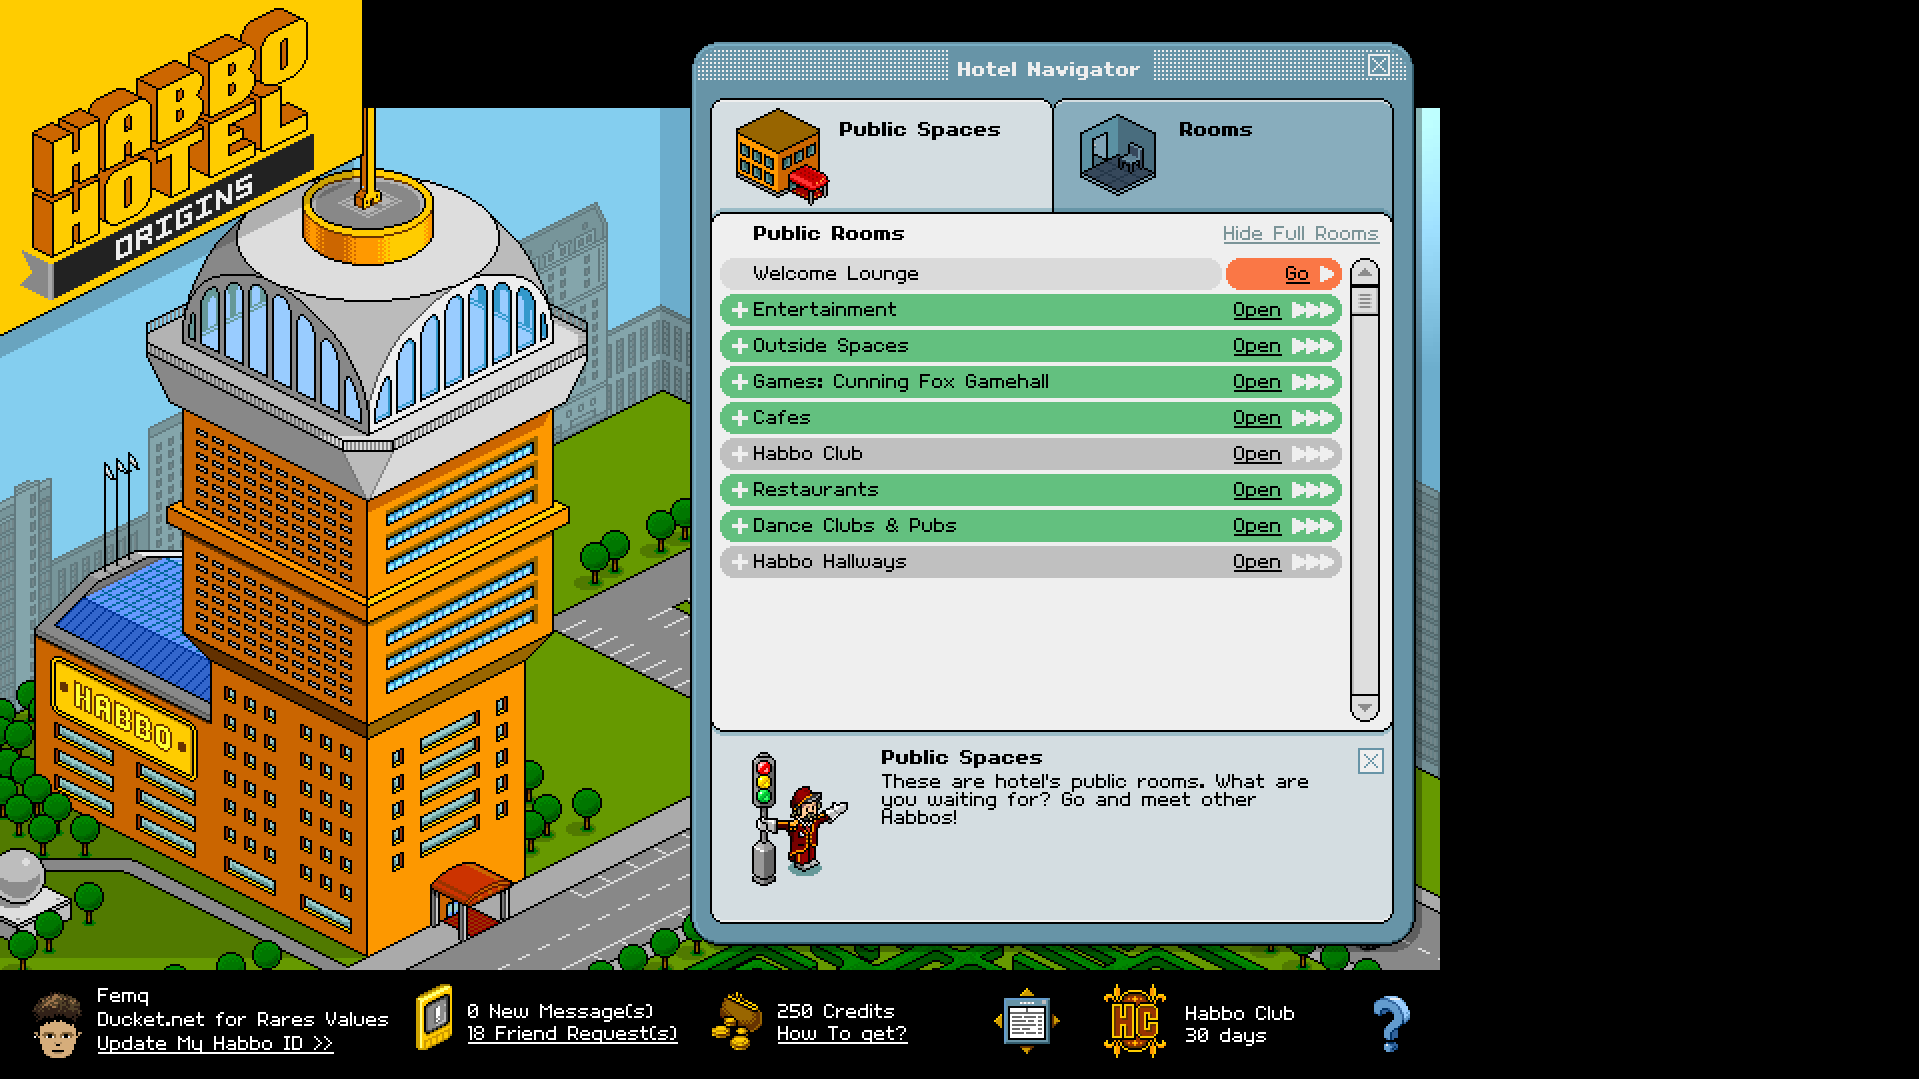 HABBO
HOTEL
ORIGINS
HABBO
Hotel Navigator
Public Spaces
Rooms
Public Rooms
Hide Full Rooms
Welcome Lounge
Go
Entertainment
Open
Outside Spaces
Open
Games: Cunning Fox Gamehall
Open
Cafes
Open
Habbo Club
Open
Restaurants
Open
Dance Clubs & Pubs
Open
Habbo Hallways
Open
Public Spaces
These are hotel's public rooms. What are
you waiting for? Go and meet other
Habbos!
Femq
Ducket.net for Rares Values
Update My Habbo ID >>
0 New Message(s)
18 Friend Request(s)
250 Credits
How To get?
HC
Habbo Club
30 days
?